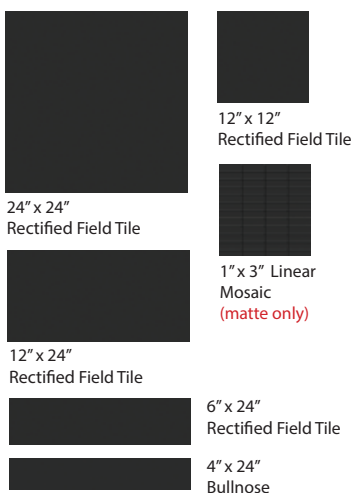 24” x 24”
Rectified Field Tile
12” x 12”
Rectified Field Tile
1” x 3” Linear
Mosaic
(matte only)
12” x 24”
Rectified Field Tile
6” x 24”
Rectified Field Tile
4” x 24”
Bullnose